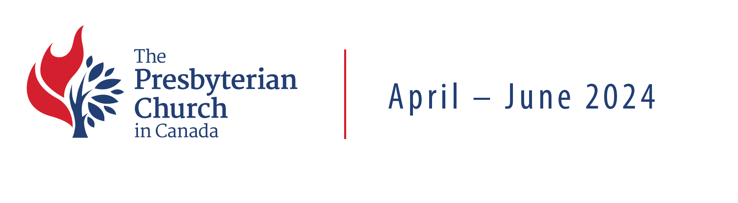 The
Presbyterian
Church
in Canada
April – June 2024